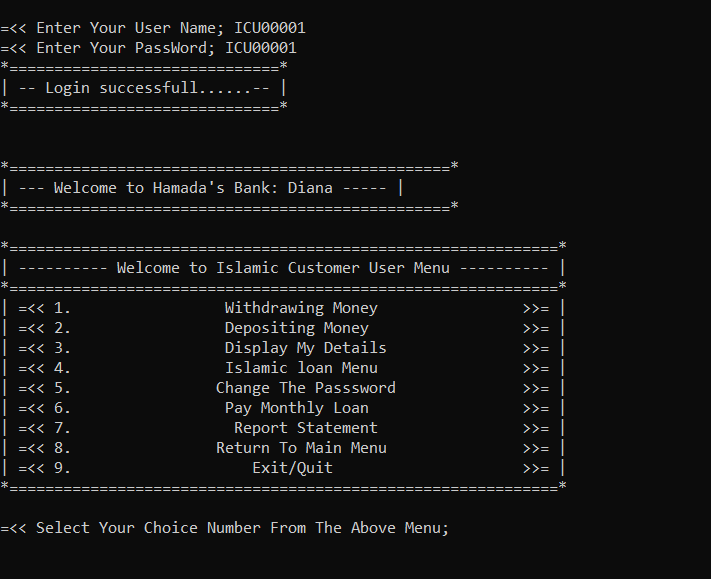 =<< Enter Your User Name; ICU00001
=<< Enter Your PassWord; ICU00001
*==============================*
| -- Login successfull......-- |
*==============================*
*=================================================*
| --- Welcome to Hamada's Bank: Diana ----- |
*=================================================*
*=============================================================*
| ---------- Welcome to Islamic Customer User Menu ---------- |
*=============================================================*
| =<< 1.                 Withdrawing Money                >>= |
| =<< 2.                 Depositing Money                 >>= |
| =<< 3.                 Display My Details               >>= |
| =<< 4.                 Islamic loan Menu                >>= |
| =<< 5.                Change The Passsword              >>= |
| =<< 6.                 Pay Monthly Loan                 >>= |
| =<< 7.                  Report Statement                >>= |
| =<< 8.                Return To Main Menu               >>= |
| =<< 9.                    Exit/Quit                     >>= |
*=============================================================*
=<< Select Your Choice Number From The Above Menu;